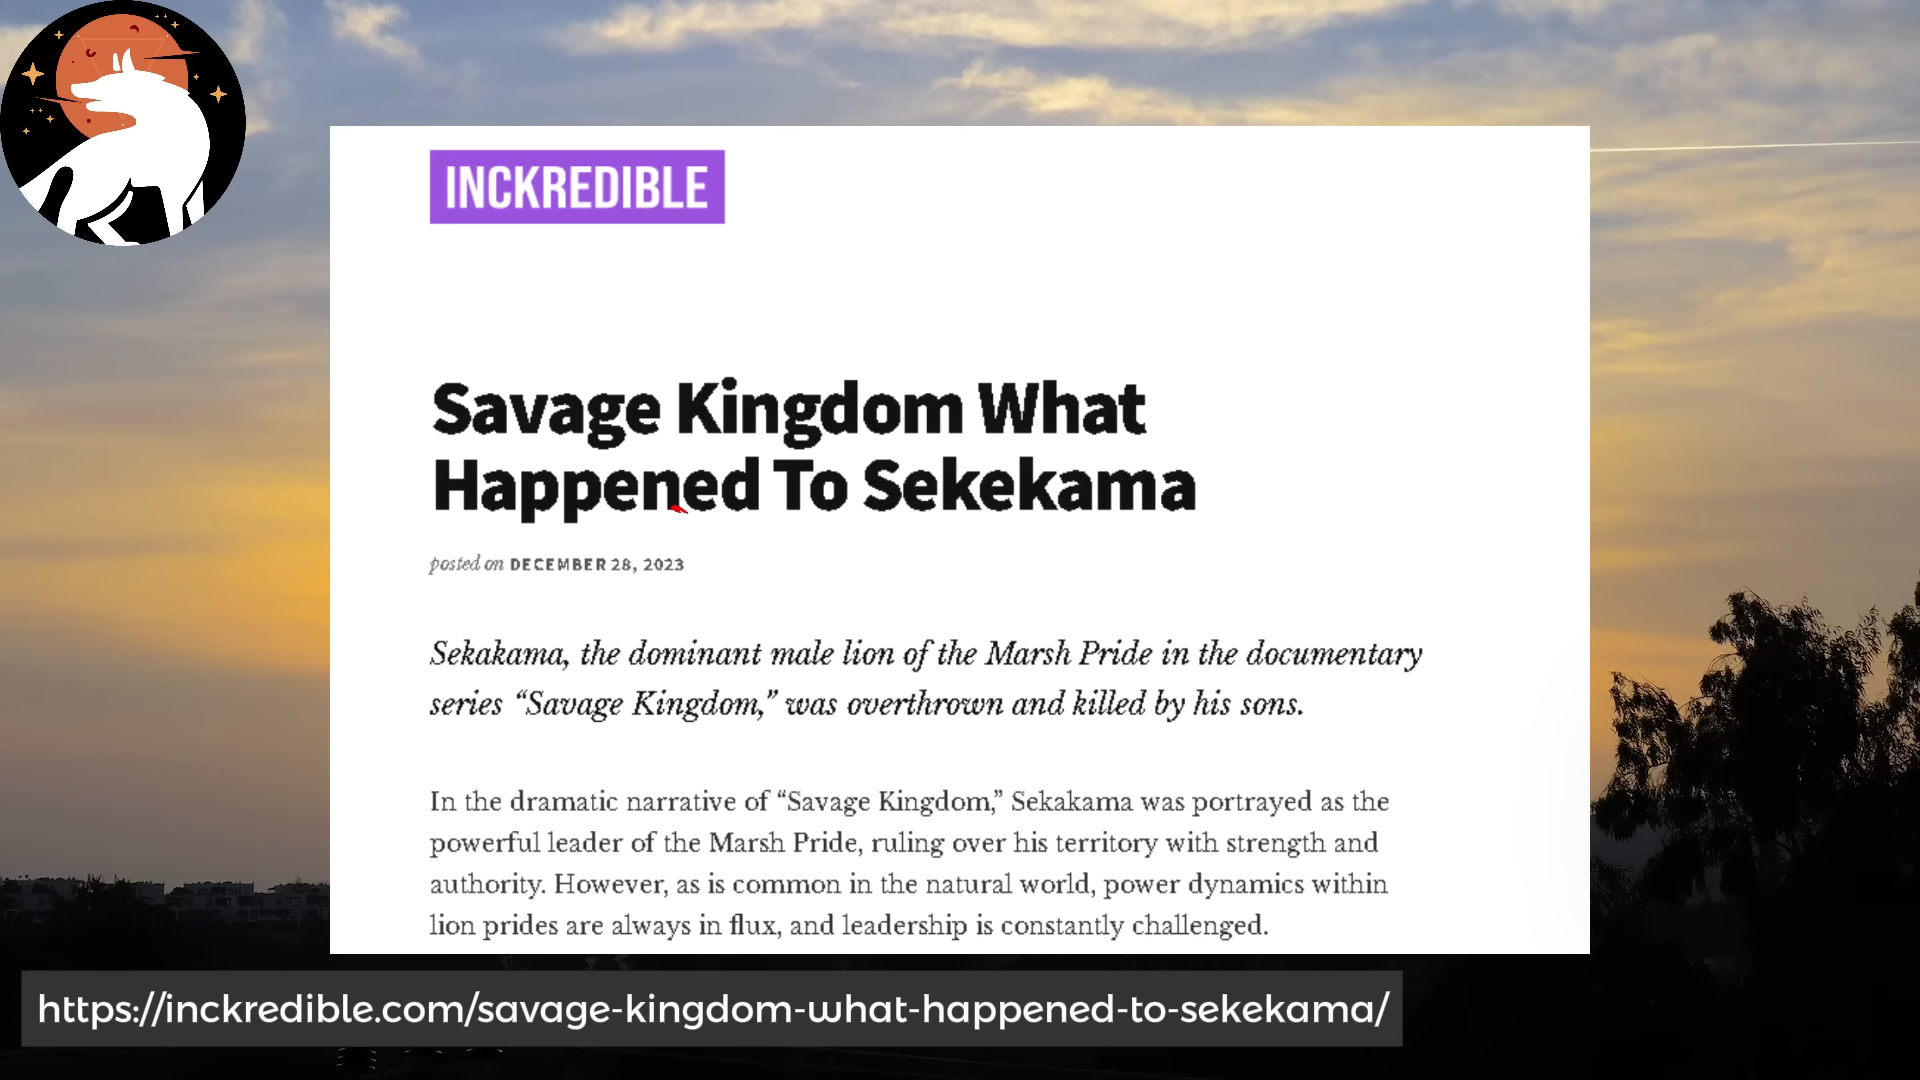 INCKREDIBLE
Savage Kingdom What
Happened To Sekekama
posted on DECEMBER 28, 2023
Sekakama, the dominant male lion of the Marsh Pride in the documentary
series “Savage Kingdom,” was overthrown and killed by his sons.
In the dramatic narrative of “Savage Kingdom,” Sekakama was portrayed as the
powerful leader of the Marsh Pride, ruling over his territory with strength and
authority. However, as is common in the natural world, power dynamics within
lion prides are always in flux, and leadership is constantly challenged.
https://inckredible.com/savage-kingdom-what-happened-to-sekekama/